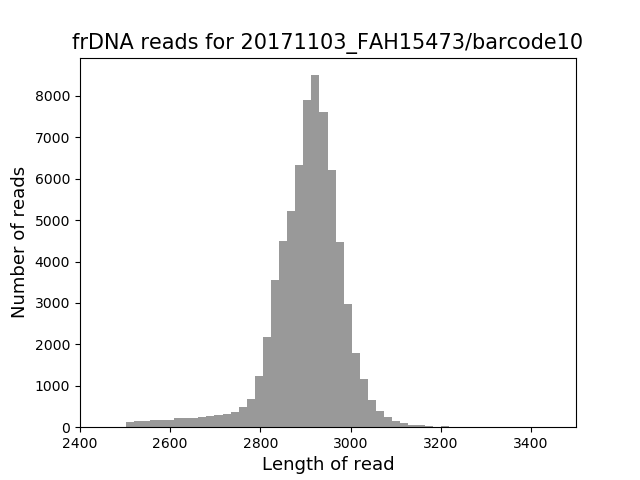 frDNA reads for 20171103_FAH15473/barcode10
8000
7000
6000
5000
4000
3000
2000
1000
0
Number of reads
2400 2600 2800 3000 3200 3400
Length of read